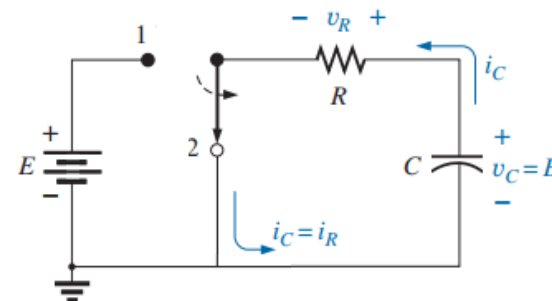 1
− v_R +
i_C
R
+
E
−
2
C
+
v_C = E
−
i_C = i_R